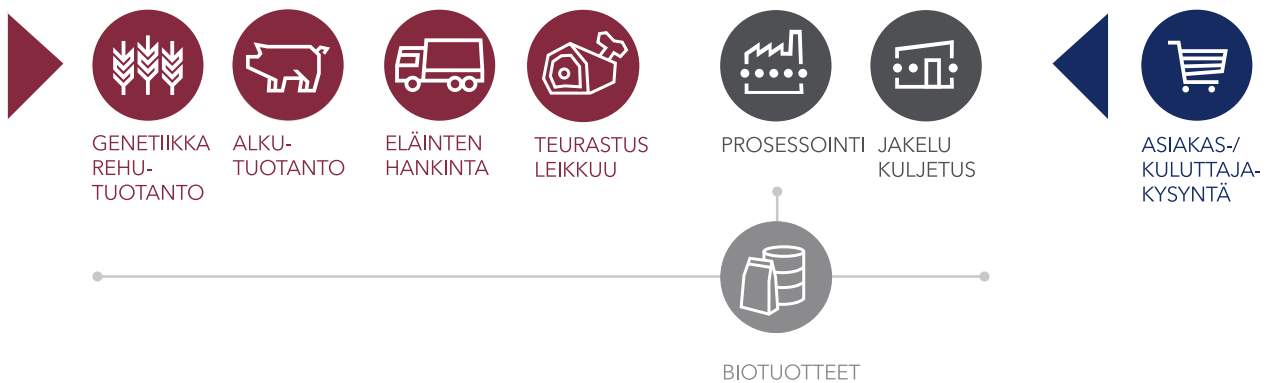 GENETIIKKA
REHU-
TUOTANTO
ALKU-
TUOTANTO
ELÄINTEN
HANKINTA
TEURASTUS
LEIKKUU
PROSESSOINTI
JAKELU
KULJETUS
ASIAKAS-/
KULUTTAJA-
KYSYNTÄ
BIOTUOTTEET